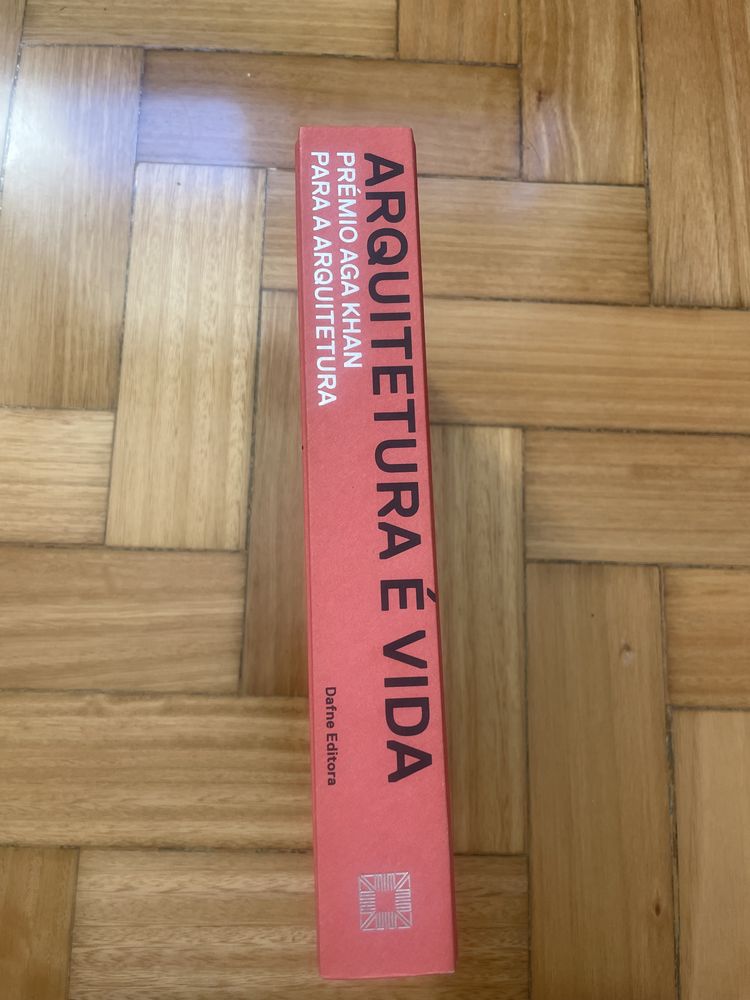 ARQUITETURA É VIDA
PRÉMIO AGA KHAN
PARA A ARQUITETURA
Dafne Editora